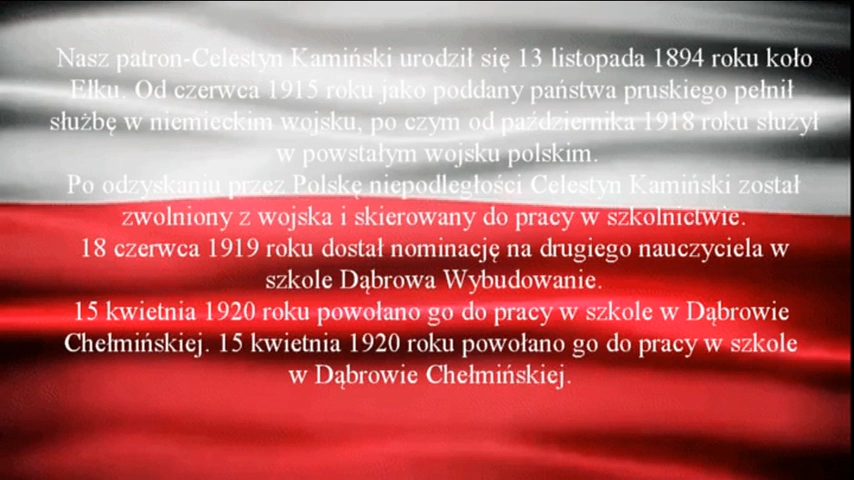 Nasz patron-Celestyn Kamiński urodził się 13 listopada 1894 roku koło
Ełku. Od czerwca 1915 roku jako poddany państwa pruskiego pełnił
służbę w niemieckim wojsku, po czym od października 1918 roku służył
w powstałym wojsku polskim.
Po odzyskaniu przez Polskę niepodległości Celestyn Kamiński został
zwolniony z wojska i skierowany do pracy w szkolnictwie.
18 czerwca 1919 roku dostał nominację na drugiego nauczyciela w
szkole Dąbrowa Wybudowanie.
15 kwietnia 1920 roku powołano go do pracy w szkole w Dąbrowie
Chełmińskiej. 15 kwietnia 1920 roku powołano go do pracy w szkole
w Dąbrowie Chełmińskiej.